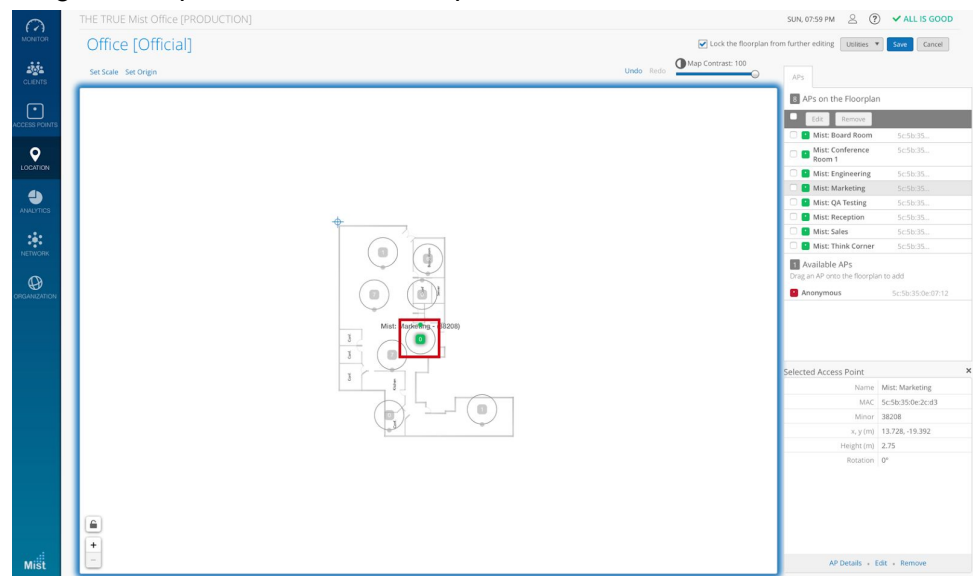 THE TRUE Mist Office [PRODUCTION]
SUN, 07:59 PM
?
ALL IS GOOD
MONITOR
CLIENTS
ACCESS POINTS
LOCATION
ANALYTICS
NETWORK
ORGANIZATION
Mist
Office [Official]
Lock the floorplan from further editing
Utilities
Save
Cancel
Set Scale
Set Origin
Undo
Redo
Map Contrast: 100
Mist: Marketing - (38208)
+
-
APs
8 APs on the Floorplan
Edit
Remove
Mist: Board Room 5c:5b:35...
Mist: Conference 5c:5b:35...
Room 1
Mist: Engineering 5c:5b:35...
Mist: Marketing 5c:5b:35...
Mist: QA Testing 5c:5b:35...
Mist: Reception 5c:5b:35...
Mist: Sales 5c:5b:35...
Mist: Think Corner 5c:5b:35...
1 Available APs
Drag an AP onto the floorplan to add
Anonymous 5c:5b:35:0e:07:12
Selected Access Point ×
Name Mist: Marketing
MAC 5c:5b:35:0e:2c:d3
Minor 38208
x, y (m) 13.728, -19.392
Height (m) 2.75
Rotation 0°
AP Details - Edit - Remove